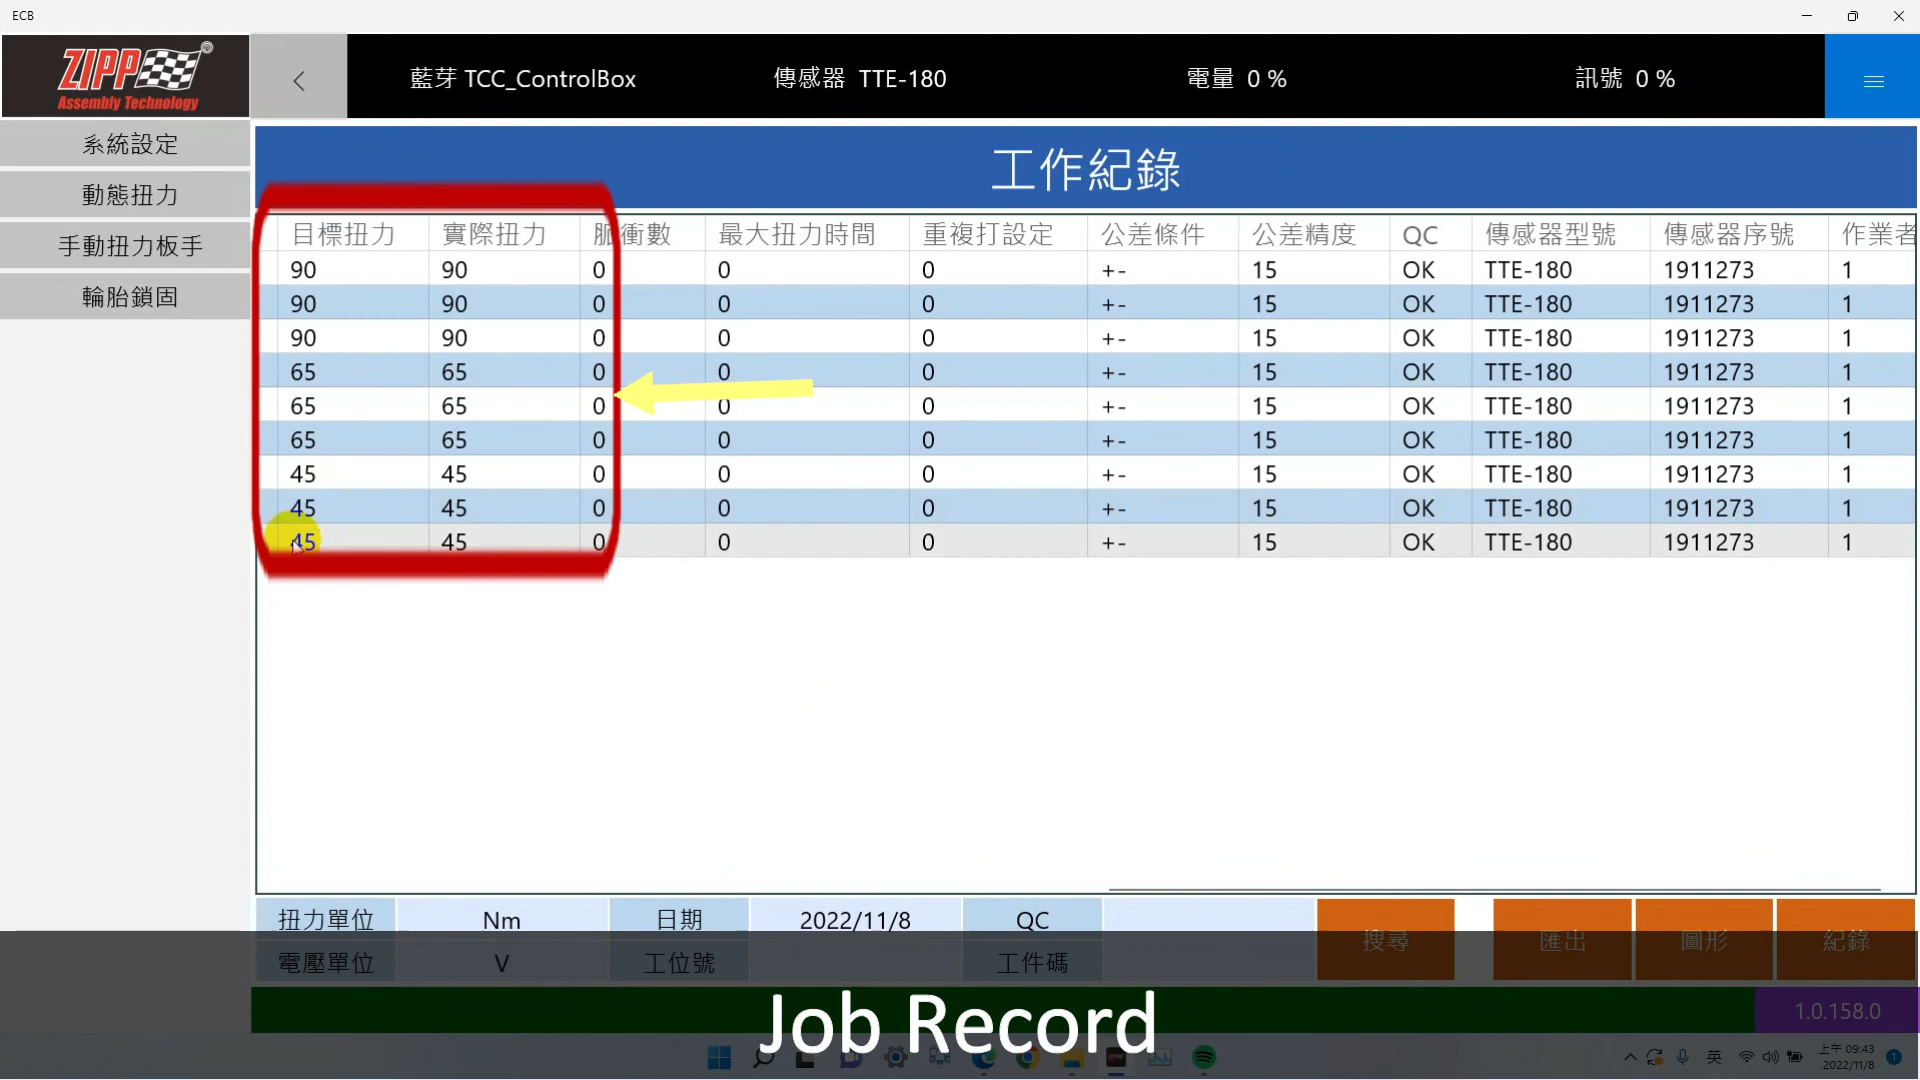 ECB
ZIPP ®
Assembly Technology
藍芽 TCC_ControlBox 傳感器 TTE-180 電量 0 % 訊號 0 %
系統設定
動態扭力
手動扭力板手
輪胎鎖固
工作紀錄
目標扭力 實際扭力 脈衝數 最大扭力時間 重複打設定 公差條件 公差精度 QC 傳感器型號 傳感器序號 作業者
90 90 0 0 0 +- 15 OK TTE-180 1911273 1
90 90 0 0 0 +- 15 OK TTE-180 1911273 1
90 90 0 0 0 +- 15 OK TTE-180 1911273 1
65 65 0 0 0 +- 15 OK TTE-180 1911273 1
65 65 0 0 0 +- 15 OK TTE-180 1911273 1
65 65 0 0 0 +- 15 OK TTE-180 1911273 1
45 45 0 0 0 +- 15 OK TTE-180 1911273 1
45 45 0 0 0 +- 15 OK TTE-180 1911273 1
45 45 0 0 0 +- 15 OK TTE-180 1911273 1
扭力單位 Nm 日期 2022/11/8 QC
電壓單位 V 工位號 工件碼
搜尋 匯出 圖形 紀錄
1.0.158.0
Job Record
英 上午 09:43
2022/11/8 1